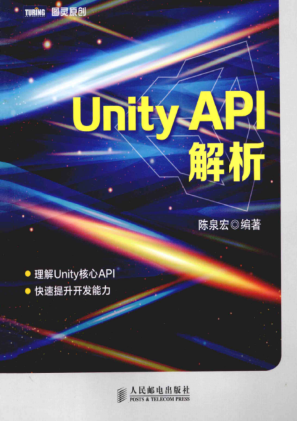 TURING 图灵原创
Unity API
解析
陈泉宏◎编著
理解Unity核心API
快速提升开发能力
人民邮电出版社
POSTS & TELECOM PRESS